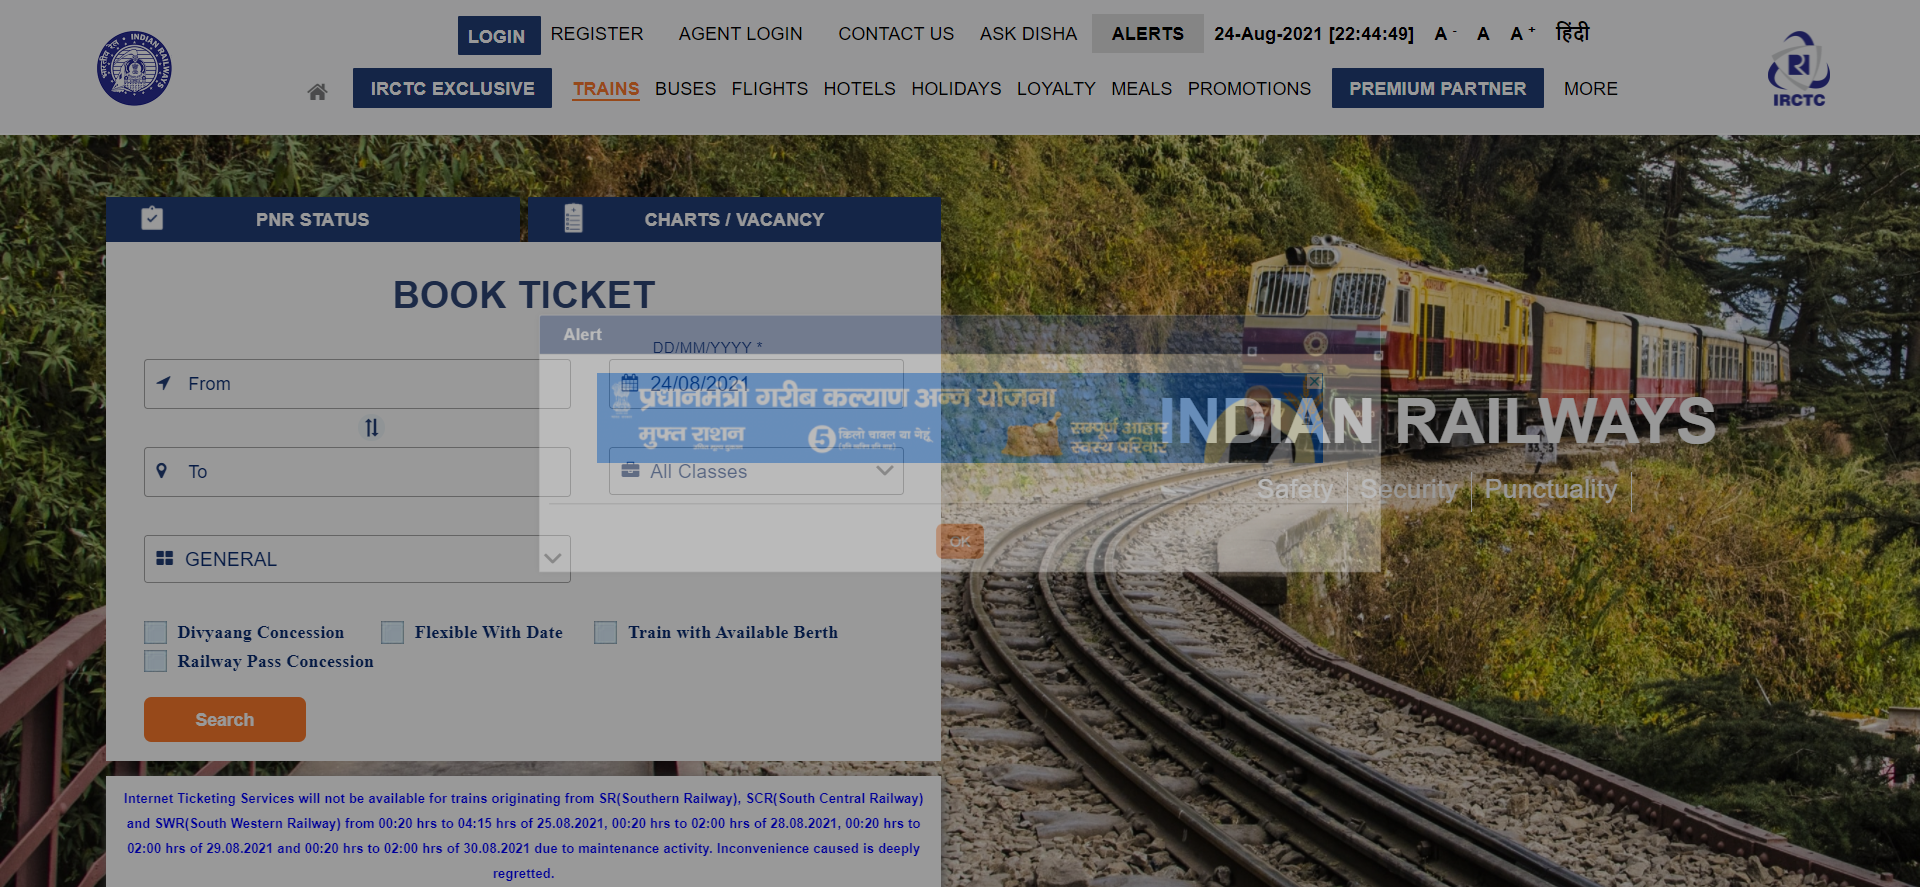 LOGIN REGISTER AGENT LOGIN CONTACT US ASK DISHA ALERTS 24-Aug-2021 [22:44:49] A - A A + हिंदी
IRCTC EXCLUSIVE TRAINS BUSES FLIGHTS HOTELS HOLIDAYS LOYALTY MEALS PROMOTIONS PREMIUM PARTNER MORE
INDIAN RAILWAYS
IRCTC
PNR STATUS CHARTS / VACANCY
BOOK TICKET
Alert
DD/MM/YYYY *
From 24/08/2021
प्रधानमंत्री गरीब कल्याण अन्न योजना
मुफ्त राशन 5 किलो चावल या गेहूं सम्पूर्ण आहार
स्वस्थ परिवार
INDIAN RAILWAYS
To All Classes
Safety Security Punctuality
OK
GENERAL
Divyaang Concession Flexible With Date Train with Available Berth
Railway Pass Concession
Search
Internet Ticketing Services will not be available for trains originating from SR(Southern Railway), SCR(South Central Railway)
and SWR(South Western Railway) from 00:20 hrs to 04:15 hrs of 25.08.2021, 00:20 hrs to 02:00 hrs of 28.08.2021, 00:20 hrs to
02:00 hrs of 29.08.2021 and 00:20 hrs to 02:00 hrs of 30.08.2021 due to maintenance activity. Inconvenience caused is deeply
regretted.